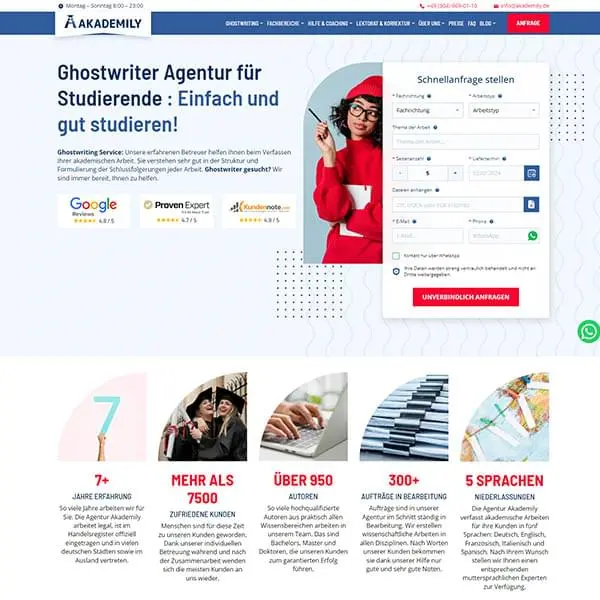 Montag – Sonntag 8:00 – 23:00
info@akademily.de
AKADEMILY
GHOSTWRITING
FACHBEREICHE
HILFE & COACHING
LEKTORAT & KORREKTUR
ÜBER UNS
PREISE
FAQ
BLOG
ANFRAGE
Ghostwriter Agentur für
Studierende : Einfach und
gut studieren!
Ghostwriting Service: Unsere erfahrenen Betreuer helfen Ihnen beim Verfassen
Ihrer akademischen Arbeit. Sie verstehen sehr gut in der Struktur und
Formulierung der Schlussfolgerungen jeder Arbeit. Ghostwriter gesucht? Wir
sind immer bereit, Ihnen zu helfen.
Google
Reviews
4.8 / 5
Proven Expert
4.7 / 5
Kundennote.com
4.9 / 5
Schnellanfrage stellen
* Fachrichtung
* Arbeitstyp
Fachrichtung
Arbeitstyp
Thema der Arbeit
Thema der Arbeit...
* Seitenanzahl
* Liefertermin
-
5
+
Dateien anhängen
* E-Mail
* Phone
E-MAIL...
WhatsApp
Kontakt nur über WhatsApp
Ihre Daten werden streng vertraulich behandelt und nicht an
Dritte weitergegeben.
UNVERBINDLICH ANFRAGEN
7
7+
JAHRE ERFAHRUNG
So viele Jahre arbeiten wir für
Sie. Die Agentur Akademily
arbeitet legal, ist im
Handelsregister offiziell
eingetragen und in vielen
deutschen Städten sowie im
Ausland vertreten.
MEHR ALS
7500
ZUFRIEDENE KUNDEN
Menschen sind für diese Zeit
zu unseren Kunden geworden.
Dank unserer individuellen
Betreuung während und nach
der Zusammenarbeit wenden
sich die meisten Kunden an
uns wieder.
ÜBER 950
AUTOREN
So viele hochqualifizierte
Autoren aus praktisch allen
Wissensbereichen arbeiten in
unserem Team. Das sind
Bachelors, Master und
Doktoren, die unseren Kunden
zum garantierten Erfolg
führen.
300+
AUFTRÄGE IN BEARBEITUNG
Aufträge sind in unserer
Agentur im Schnitt ständig in
Bearbeitung. Wir erstellen
wissenschaftliche Arbeiten in
allen Disziplinen. Nach Worten
unserer Kunden bekommen
sie dank unserer Hilfe nur
gute und sehr gute Noten.
5 SPRACHEN
NIEDERLASSUNGEN
Die Agentur Akademily
verfasst akademische Arbeiten
für ihre Kunden in fünf
Sprachen: Deutsch, Englisch,
Französisch, Italienisch und
Spanisch. Nach Ihrem Wunsch
stellen wir Ihnen einen
entsprechenden
muttersprachlichen Experten
zur Verfügung.